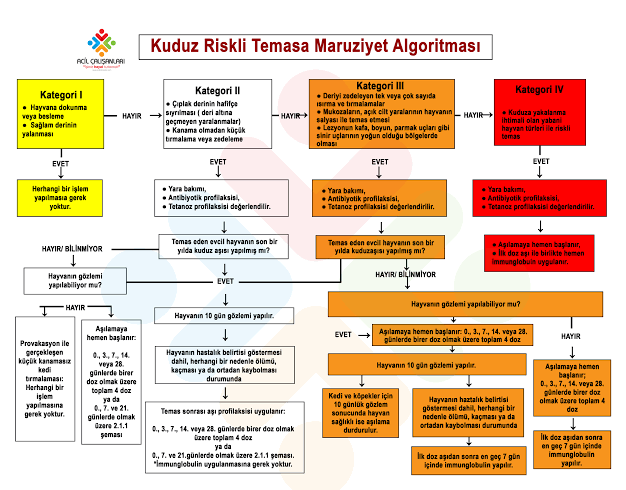 ACİL ÇALIŞANLARI
Kuduz Riskli Temasa Maruziyet Algoritması
Kategori I
● Hayvana dokunma
veya besleme
● Sağlam derinin
yalanması
HAYIR
Kategori II
● Çıplak derinin hafifçe
sıyrılması ( deri altına
geçmeyen yaralanmalar)
● Kanama olmadan küçük
tırmalama veya zedeleme
HAYIR
Kategori III
● Deriyi zedeleyen tek veya çok sayıda
ısırma ve tırmalamalar
● Mukozaların, açık cilt yaralarının hayvanın
salyası ile temas etmesi
● Lezyonun kafa, boyun, parmak uçları gibi
sinir uçlarının yoğun olduğu bölgelerde
olması
HAYIR
Kategori IV
● Kuduza yakalanma
ihtimali olan yabani
hayvan türleri ile riskli
temas
EVET
EVET
EVET
EVET
Herhangi bir işlem
yapılmasına gerek
yoktur.
● Yara bakımı,
● Antibiyotik profilaksisi,
● Tetanoz profilaksisi değerlendirilir.
● Yara bakımı,
● Antibiyotik profilaksisi,
● Tetanoz profilaksisi değerlendirilir.
● Yara bakımı,
● Antibiyotik profilaksisi,
● Tetanoz profilaksisi değerlendirilir.
Temas eden evcil hayvanın son bir
yılda kuduz aşısı yapılmış mı?
Temas eden evcil hayvanın son bir
yılda kuduzaşısı yapılmış mı?
● Aşılamaya hemen başlanır,
● İlk doz aşı ile birlikte hemen
immunglobulin uygulanır.
HAYIR/ BİLİNMİYOR
EVET
HAYIR/ BİLİNMİYOR
Hayvanın gözlemi
yapılabiliyor mu?
Hayvanın gözlemi yapılabiliyor mu?
HAYIR
Hayvanın 10 gün gözlemi yapılır.
EVET
HAYIR
Provakasyon ile
gerçekleşen
küçük kanamasız
kedi
tırmalaması:
Herhangi bir
işlem
yapılmasına
gerek yoktur.
Aşılamaya
hemen başlanır:
0., 3., 7., 14. veya
28. günlerde birer
doz olmak üzere
toplam 4 doz
ya da
0., 7. ve 21.
günlerde olmak
üzere 2.1.1
şeması
Hayvanın hastalık belirtisi göstermesi
dahil, herhangi bir nedenle ölümü,
kaçması ya da ortadan kaybolması
durumunda
Temas sonrası aşı profilaksisi uygulanır:
0., 3., 7., 14. veya 28. günlerde birer doz olmak
üzere toplam 4 doz
ya da
0., 7. ve 21.günlerde olmak üzere 2.1.1 şeması.
*İmmunglobulin uygulanmasına gerek yoktur.
Aşılamaya hemen başlanır: 0., 3., 7., 14. veya 28.
günlerde birer doz olmak üzere toplam 4 doz
Hayvanın 10 gün gözlemi yapılır.
Kedi ve köpekler için
10 günlük gözlem
sonucunda hayvan
sağlıklı ise aşılama
durdurulur.
Hayvanın haztalık belirtisi
göstermesi dahil, herhangi bir
nedenle ölümü, kaçması ya da
ortadan kaybolması durumunda
İlk doz aşıdan sonra en geç 7 gün
içinde immunglobulin yapılır.
Aşılamaya hemen
başlanır;
0., 3., 7., 14. veya 28.
günlerde birer doz
olmak üzere toplam 4
doz
İlk doz aşıdan sonra
en geç 7 gün içinde
immunglobulin
yapılır.